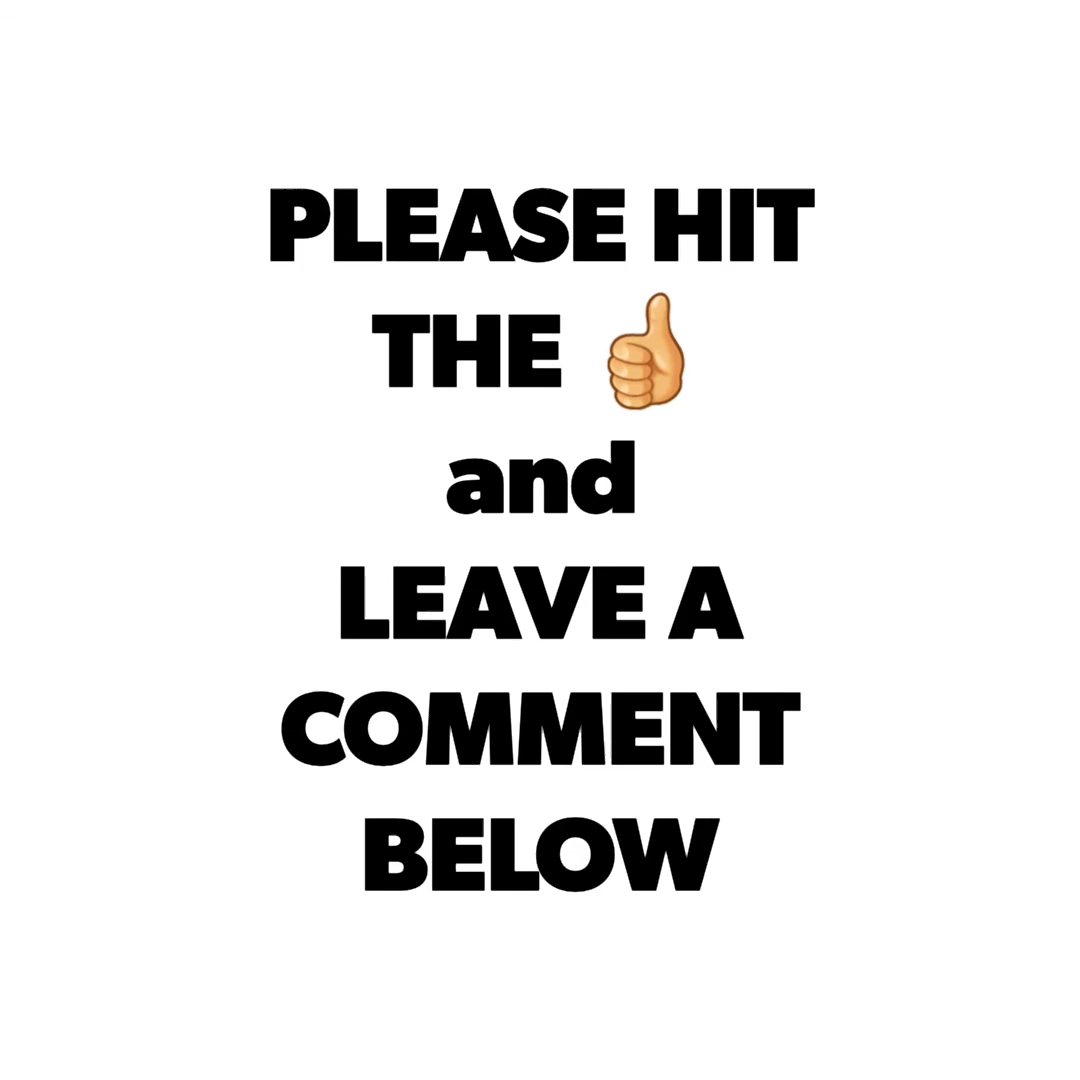 PLEASE HIT
THE 👍
and
LEAVE A
COMMENT
BELOW